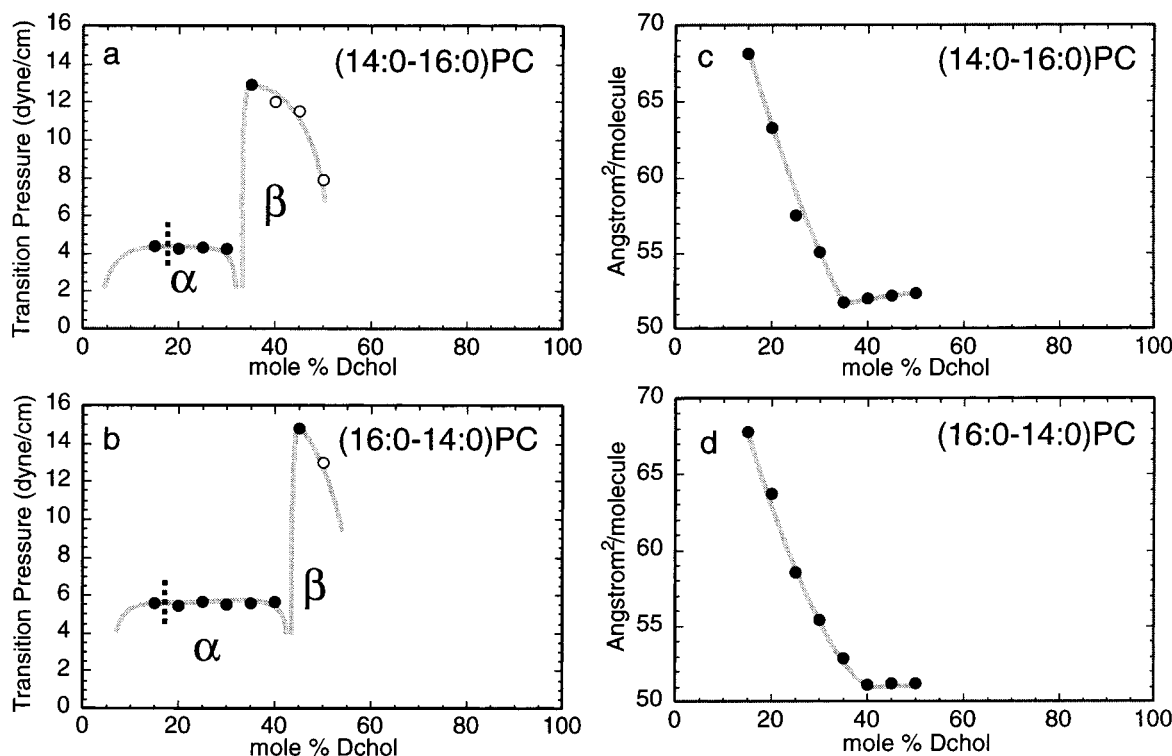 a
(14:0-16:0)PC
Transition Pressure (dyne/cm)
16
14
12
10
8
6
4
2
0
β
α
0 20 40 60 80 100
mole % Dchol
c
(14:0-16:0)PC
Angstrom²/molecule
70
65
60
55
50
0 20 40 60 80 100
mole % Dchol
b
(16:0-14:0)PC
Transition Pressure (dyne/cm)
16
14
12
10
8
6
4
2
0
β
α
0 20 40 60 80 100
mole % Dchol
d
(16:0-14:0)PC
Angstrom²/molecule
70
65
60
55
50
0 20 40 60 80 100
mole % Dchol